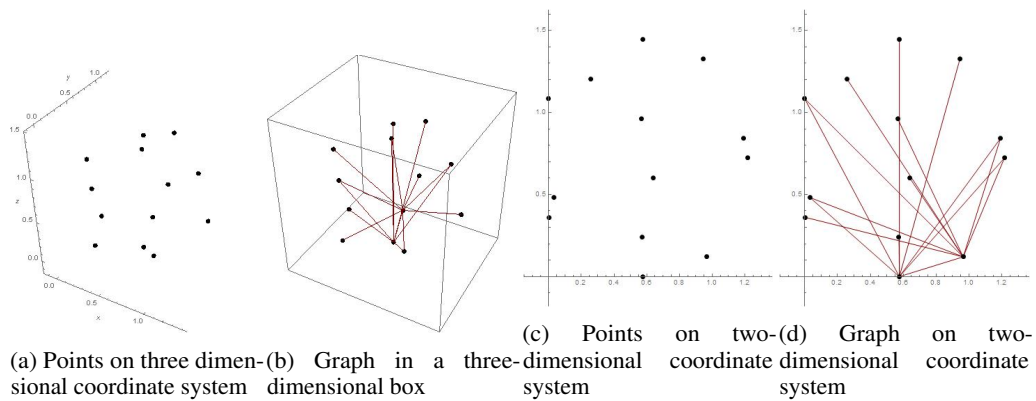 y
1.0
0.5
0.0
1.5
1.0
z
0.5
0.0
0.0
0.5
x
1.0
1.5
1.0
0.5
0.2 0.4 0.6 0.8 1.0 1.2
1.5
1.0
0.5
0.2 0.4 0.6 0.8 1.0 1.2
(a) Points on three dimen-
sional coordinate system
(b) Graph in a three-
dimensional box
(c) Points on two-
dimensional coordinate
system
(d) Graph on two-
dimensional coordinate
system